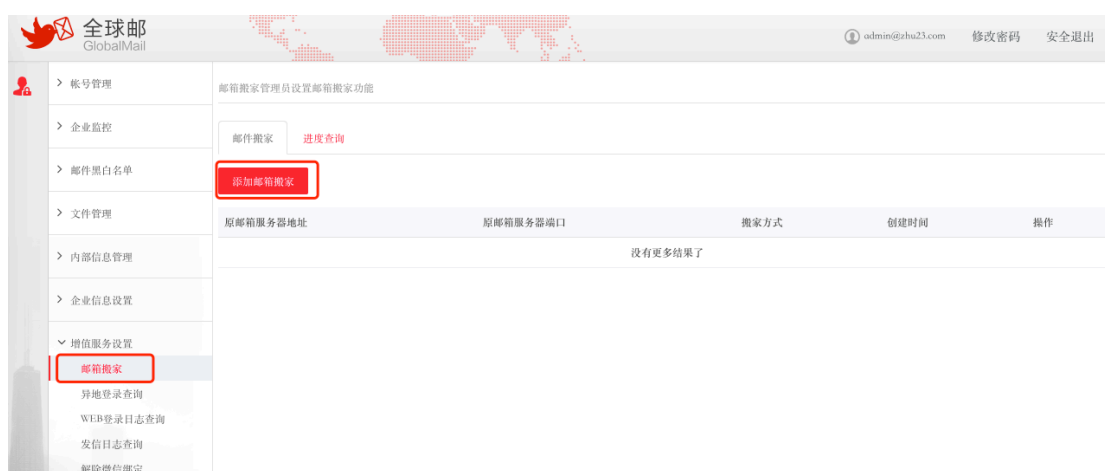 全球邮
GlobalMail
admin@zhu23.com 修改密码 安全退出
帐号管理
邮箱搬家管理员设置邮箱搬家功能
企业监控
邮件搬家 进度查询
邮件黑白名单
添加邮箱搬家
文件管理
原邮箱服务器地址 原邮箱服务器端口 搬家方式 创建时间 操作
没有更多结果了
内部信息管理
企业信息设置
增值服务设置
邮箱搬家
异地登录查询
WEB登录日志查询
发信日志查询
解除微信绑定